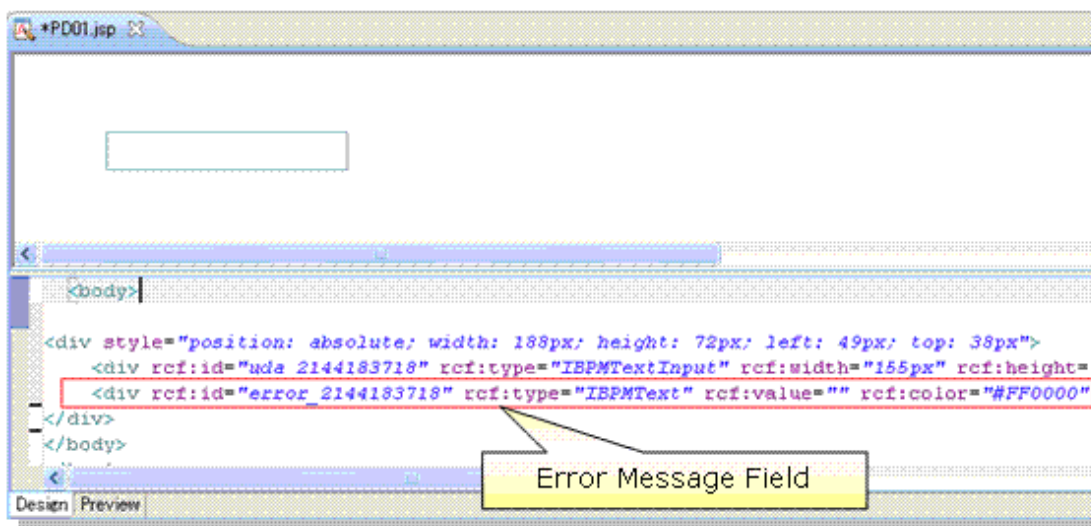 *PD01.jsp
<body>
<div style="position: absolute; width: 188px; height: 72px; left: 49px; top: 38px">
<div rcf:id="uda_2144183718" rcf:type="IBPMTextInput" rcf:width="155px" rcf:height=
<div rcf:id="error_2144183718" rcf:type="IBPMText" rcf:value="" rcf:color="#FF0000"
</div>
</body>
Error Message Field
Design Preview